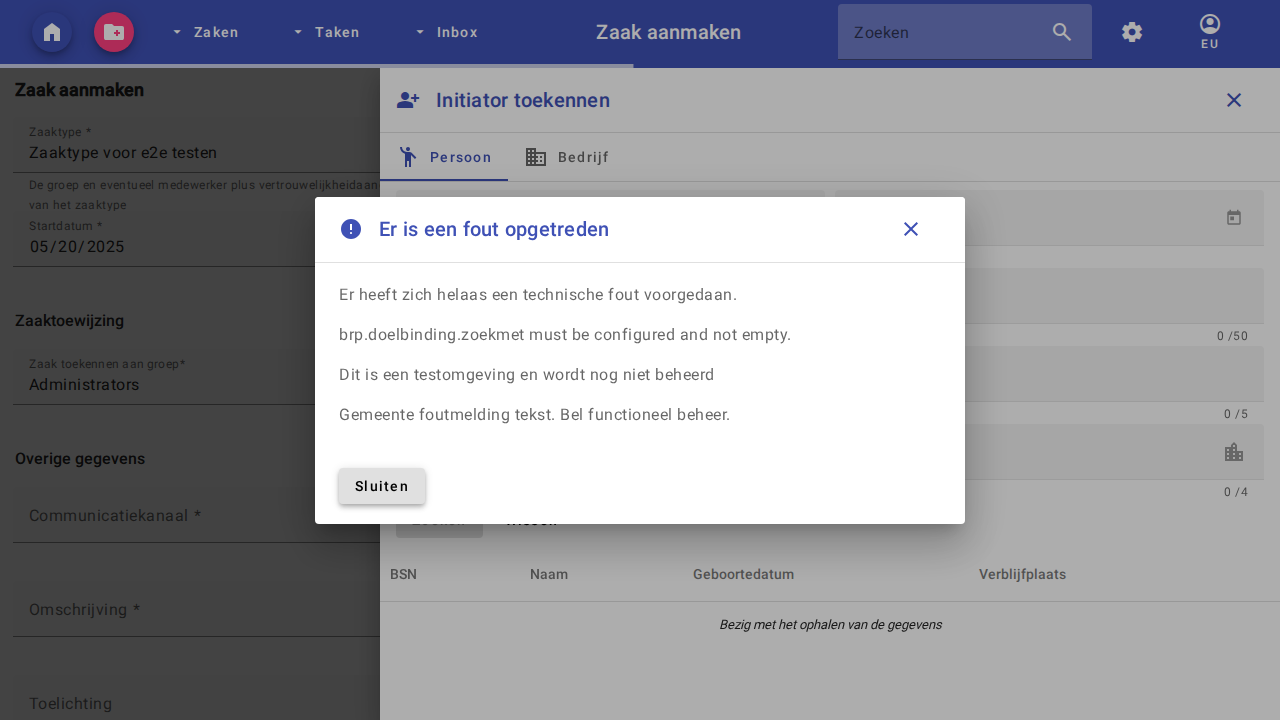 Zaken
Taken
Inbox
Zaak aanmaken
Zoeken
EU
Zaak aanmaken
Zaaktype *
Zaaktype voor e2e testen
De groep en eventueel medewerker plus vertrouwelijkheidaan
van het zaaktype
Startdatum *
05/20/2025
Zaaktoewijzing
Zaak toekennen aan groep*
Administrators
Overige gegevens
Communicatiekanaal *
Omschrijving *
Toelichting
Initiator toekennen
Persoon
Bedrijf
0 /50
0 /5
0 /4
Er is een fout opgetreden
Er heeft zich helaas een technische fout voorgedaan.
brp.doelbinding.zoekmet must be configured and not empty.
Dit is een testomgeving en wordt nog niet beheerd
Gemeente foutmelding tekst. Bel functioneel beheer.
Sluiten
BSN
Naam
Geboortedatum
Verblijfplaats
Bezig met het ophalen van de gegevens